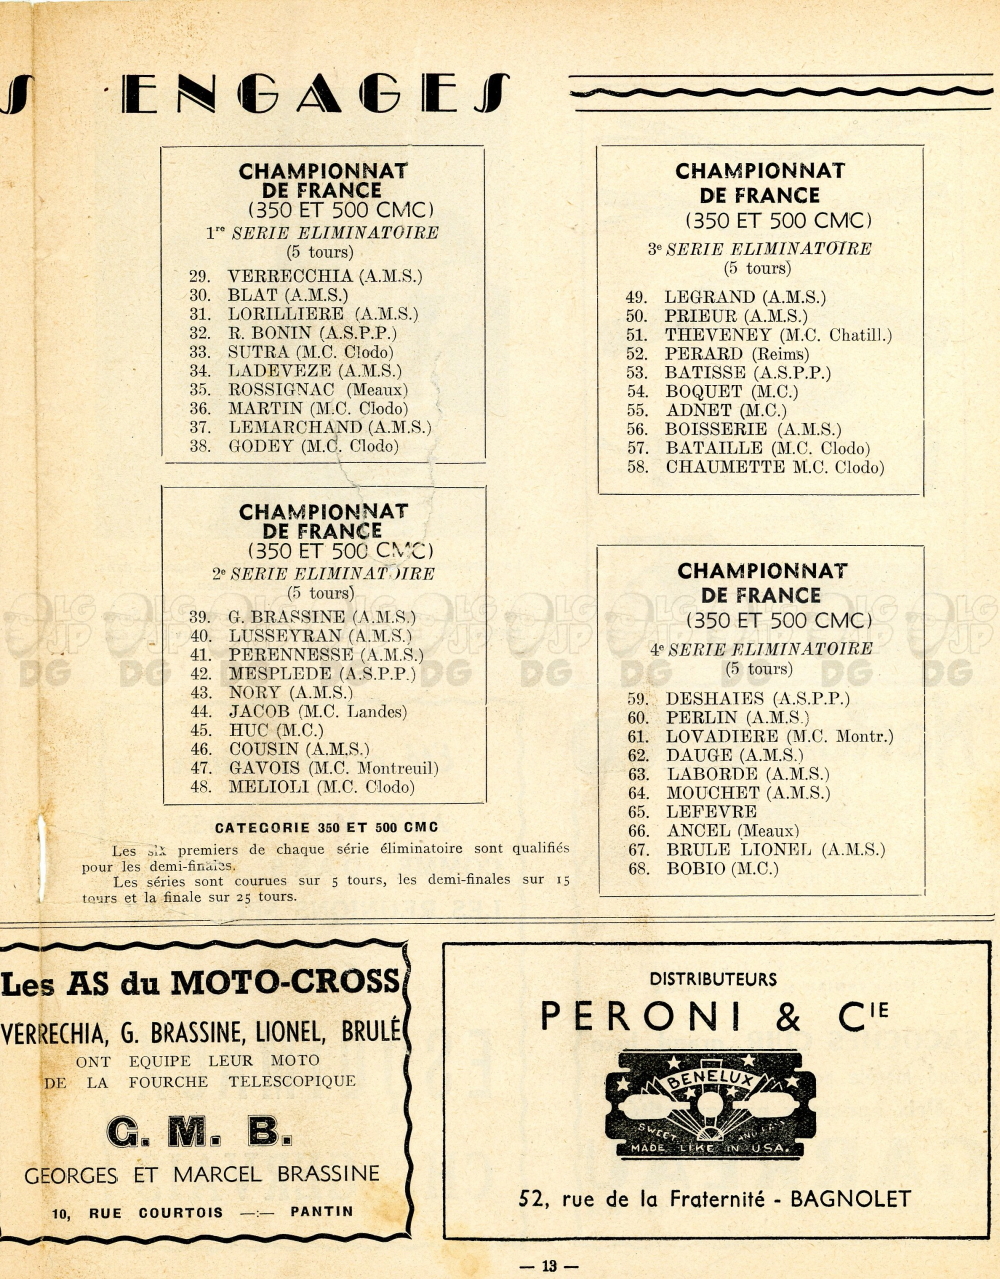 S ENGAGES
CHAMPIONNAT
DE FRANCE
(350 ET 500 CMC)
1re SERIE ELIMINATOIRE
(5 tours)
29. VERRECCHIA (A.M.S.)
30. BLAT (A.M.S.)
31. LORILLIERE (A.M.S.)
32. R. BONIN (A.S.P.P.)
33. SUTRA (M.C. Clodo)
34. LADEVEZE (A.M.S.)
35. ROSSIGNAC (Meaux)
36. MARTIN (M.C. Clodo)
37. LEMARCHAND (A.M.S.)
38. GODEY (M.C. Clodo)
CHAMPIONNAT
DE FRANCE
(350 ET 500 CMC)
2e SERIE ELIMINATOIRE
(5 tours)
39. G. BRASSINE (A.M.S.)
40. LUSSEYRAN (A.M.S.)
41. PERENNESSE (A.M.S.)
42. MESPLEDE (A.S.P.P.)
43. NORY (A.M.S.)
44. JACOB (M.C. Landes)
45. HUC (M.C.)
46. COUSIN (A.M.S.)
47. GAVOIS (M.C. Montreuil)
48. MELIOLI (M.C. Clodo)
CATEGORIE 350 ET 500 CMC
Les six premiers de chaque série éliminatoire sont qualifiés
pour les demi-finales.
Les séries sont courues sur 5 tours, les demi-finales sur 15
tours et la finale sur 25 tours.
CHAMPIONNAT
DE FRANCE
(350 ET 500 CMC)
3e SERIE ELIMINATOIRE
(5 tours)
49. LEGRAND (A.M.S.)
50. PRIEUR (A.M.S.)
51. THEVENEY (M.C. Chatill.)
52. PERARD (Reims)
53. BATISSE (A.S.P.P.)
54. BOQUET (M.C.)
55. ADNET (M.C.)
56. BOISSERIE (A.M.S.)
57. BATAILLE (M.C. Clodo)
58. CHAUMETTE M.C. Clodo)
CHAMPIONNAT
DE FRANCE
(350 ET 500 CMC)
4e SERIE ELIMINATOIRE
(5 tours)
59. DESHAIES (A.S.P.P.)
60. PERLIN (A.M.S.)
61. LOVADIERE (M.C. Montr.)
62. DAUGE (A.M.S.)
63. LABORDE (A.M.S.)
64. MOUCHET (A.M.S.)
65. LEFEVRE
66. ANCEL (Meaux)
67. BRULE LIONEL (A.M.S.)
68. BOBIO (M.C.)
Les AS du MOTO-CROSS
VERRECHIA, G. BRASSINE, LIONEL, BRULÉ
ONT EQUIPE LEUR MOTO
DE LA FOURCHE TELESCOPIQUE
G. M. B.
GEORGES ET MARCEL BRASSINE
10, RUE COURTOIS —:— PANTIN
DISTRIBUTEURS
PERONI & CIE
BENELUX
SWEET
MADE LIKE IN USA.
52, rue de la Fraternité - BAGNOLET
— 13 —
LG JP DG